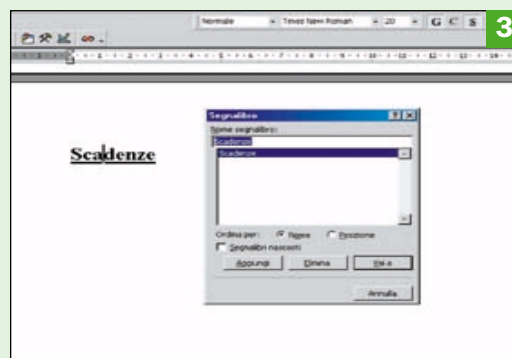 Normale Times New Roman 20 G C S
3
Segnalibro
Nome segnalibro:
Scadenze
Scadenze
Scadenze
Ordina per: Nome Posizione
Segnalibri nascosti
Aggiungi Elimina Vai a
Annulla